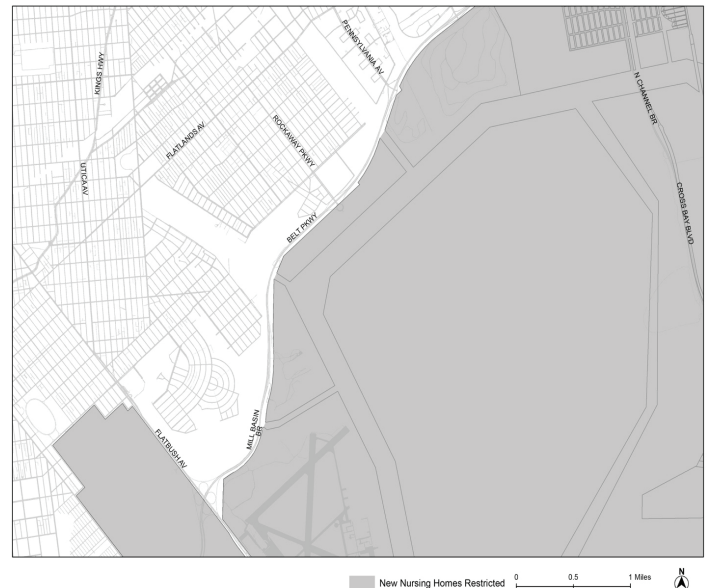 PENNSYLVANIA AV
KINGS HWY
N CHANNEL BR
FLATLANDS AV
ROCKAWAY PKWY
UTICA AV
CROSS BAY BLVD
BELT PKWY
MILL BASIN
BR
FLATBUSH AV
New Nursing Homes Restricted
0 0.5 1 Miles
N